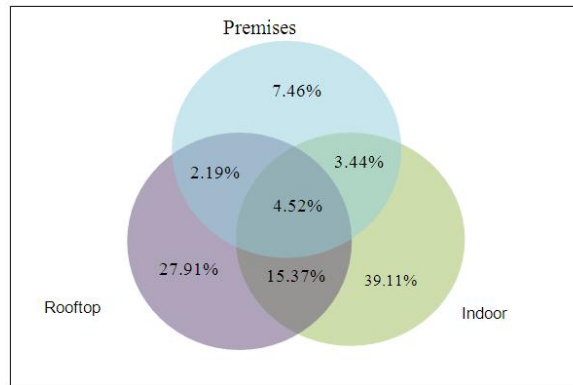 Premises
7.46%
2.19%
3.44%
4.52%
27.91%
15.37%
39.11%
Rooftop
Indoor